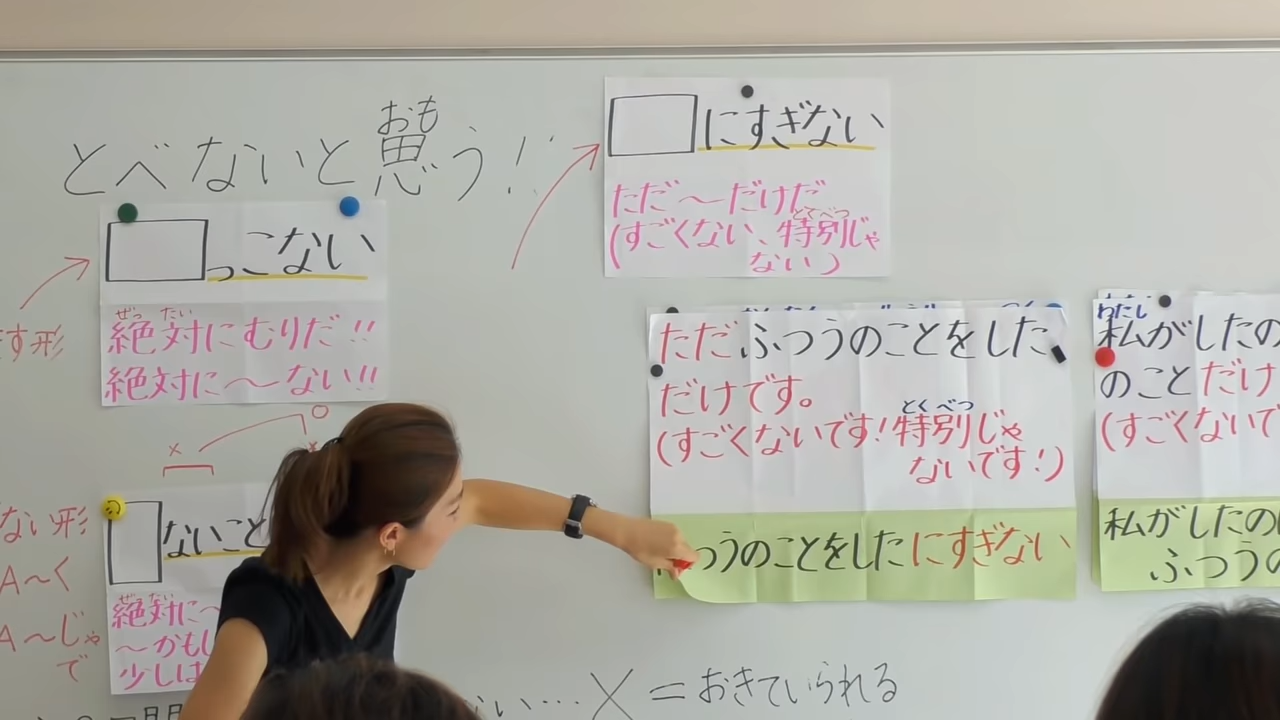 とべないと思う!!
おも
っこない
ぜっ たい
絶対にむりだ!!
絶対に〜ない!!
す形
× ○
ない形
A〜く
A〜じゃ
で
ないこと
ぜっ たい
絶対に〜
〜かもし
少しは
にすぎない
ただ〜だけだ
とくべつ
(すごくない、特別じゃ
ない)
ただふつうのことをした
だけです。
とくべつ
(すごくないです!特別じゃ
ないです!)
つうのことをしたにすぎない
わたし
私がしたの
のことだけ
(すごくないで
私がしたの
ふつうの
ない…×=おきていられる